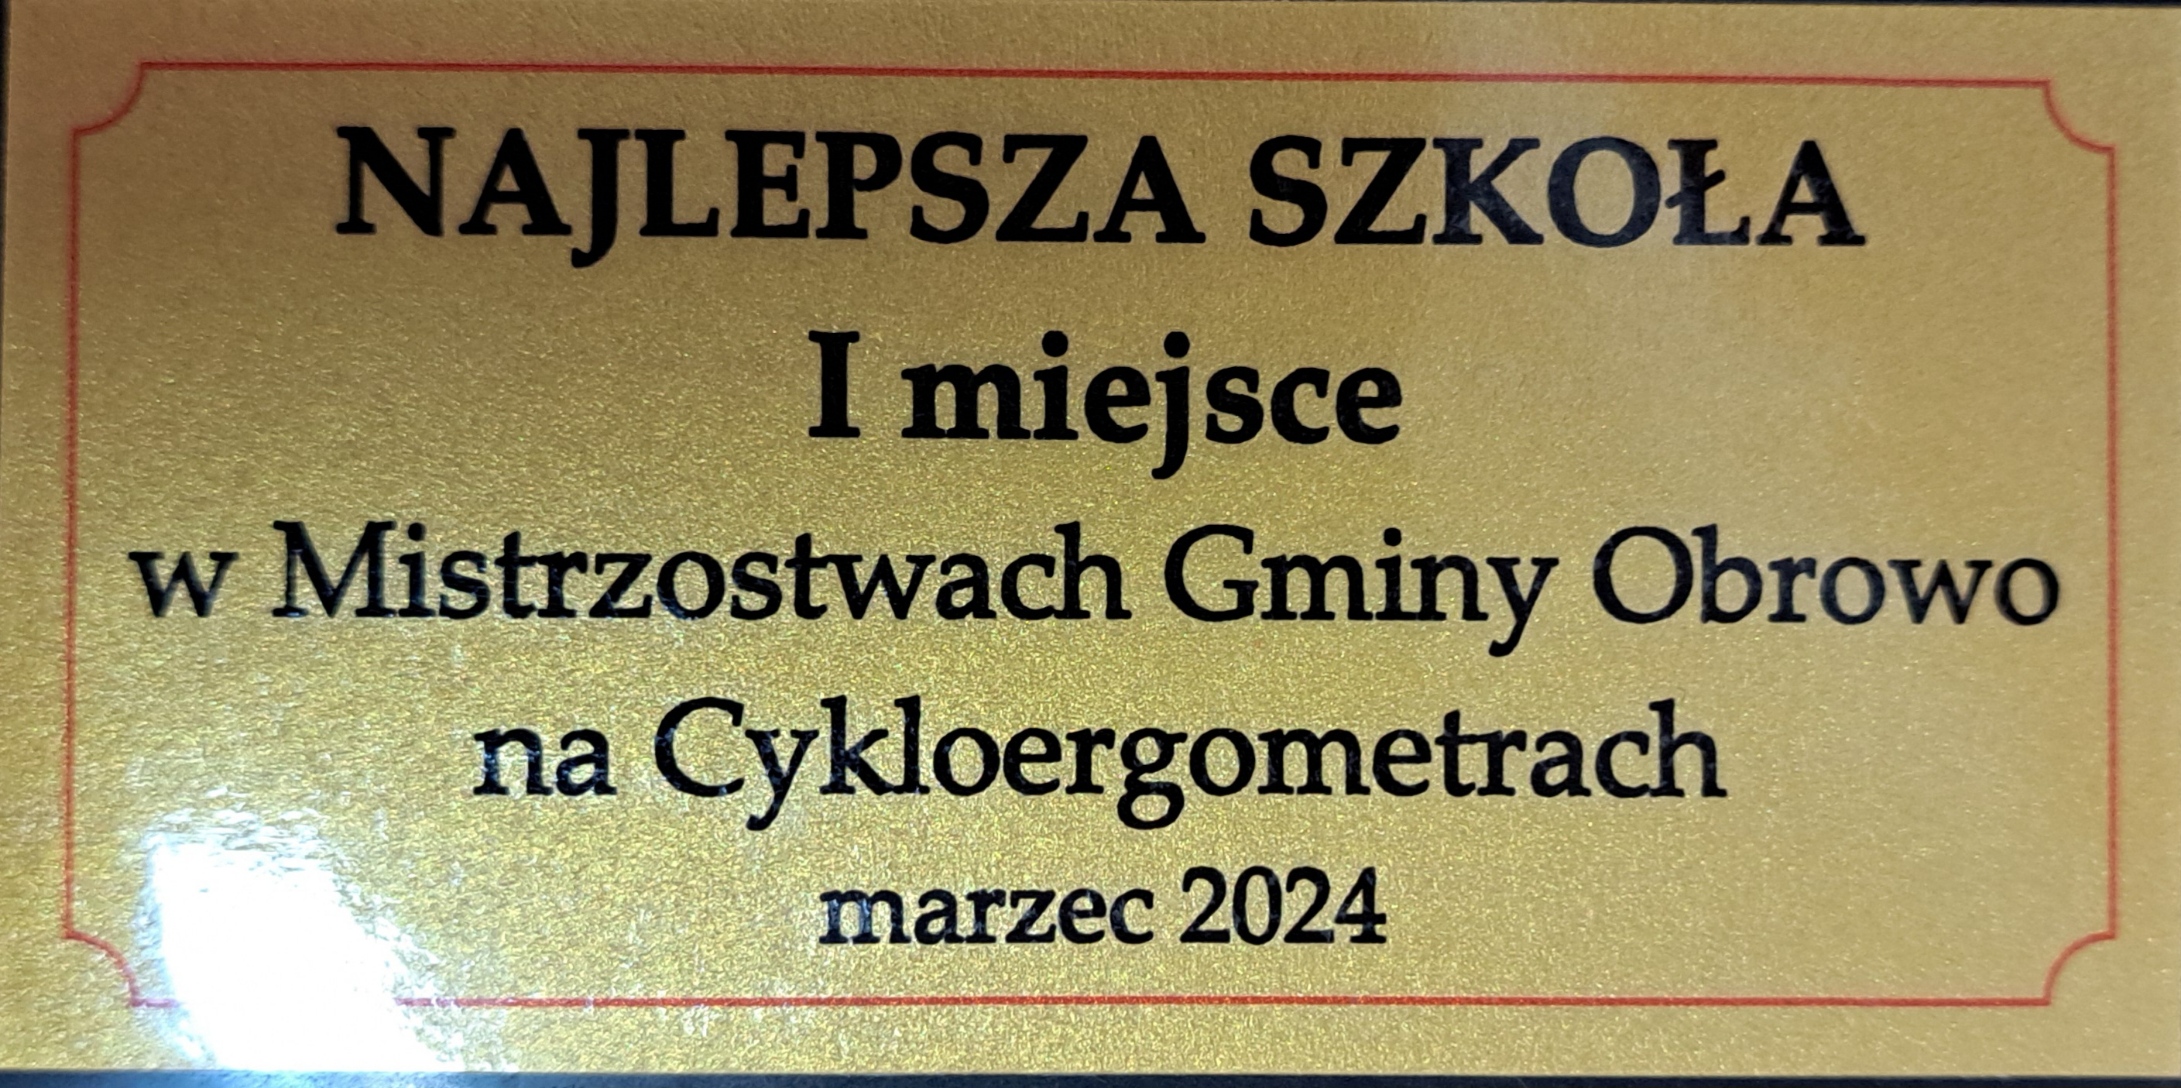 NAJLEPSZA SZKOŁA
I miejsce
w Mistrzostwach Gminy Obrowo
na Cykloergometrach
marzec 2024